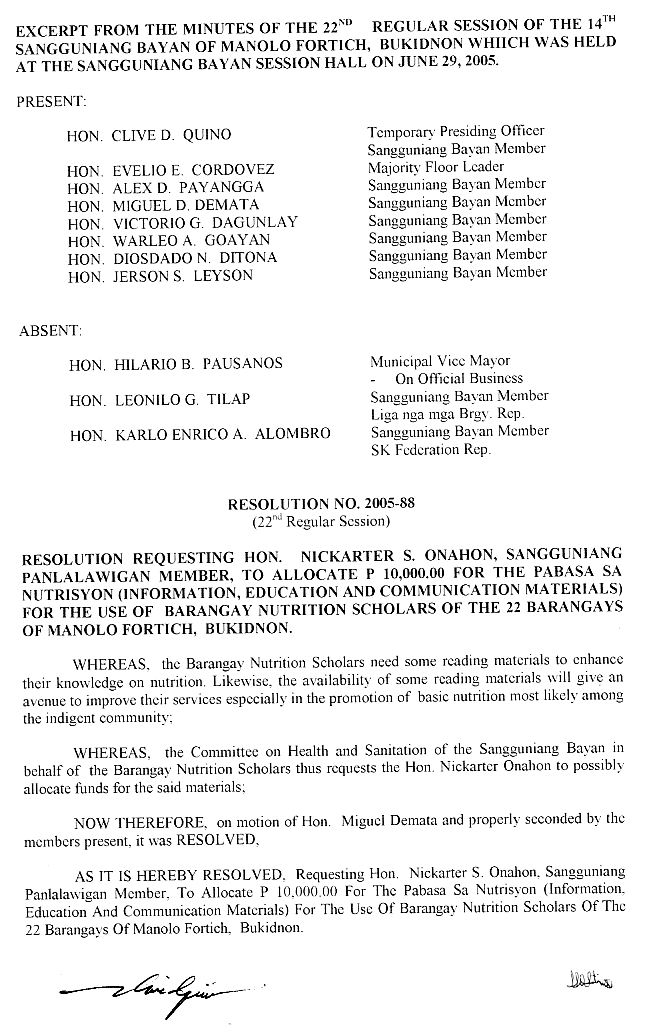 EXCERPT FROM THE MINUTES OF THE 22ND REGULAR SESSION OF THE 14TH
SANGGUNIANG BAYAN OF MANOLO FORTICH, BUKIDNON WHIICH WAS HELD
AT THE SANGGUNIANG BAYAN SESSION HALL ON JUNE 29, 2005.
PRESENT:
HON. CLIVE D. QUINO Temporary Presiding Officer
Sangguniang Bayan Member
HON. EVELIO E. CORDOVEZ Majority Floor Leader
HON. ALEX D. PAYANGGA Sangguniang Bayan Member
HON. MIGUEL D. DEMATA Sangguniang Bayan Member
HON. VICTORIO G. DAGUNLAY Sangguniang Bayan Member
HON. WARLEO A. GOAYAN Sangguniang Bayan Member
HON. DIOSDADO N. DITONA Sangguniang Bayan Member
HON. JERSON S. LEYSON Sangguniang Bayan Member
ABSENT:
HON. HILARIO B. PAUSANOS Municipal Vice Mayor
- On Official Business
HON. LEONILO G. TILAP Sangguniang Bayan Member
Liga nga mga Brgy. Rep.
HON. KARLO ENRICO A. ALOMBRO Sangguniang Bayan Member
SK Federation Rep.
RESOLUTION NO. 2005-88
(22nd Regular Session)
RESOLUTION REQUESTING HON. NICKARTER S. ONAHON, SANGGUNIANG
PANLALAWIGAN MEMBER, TO ALLOCATE P 10,000.00 FOR THE PABASA SA
NUTRISYON (INFORMATION, EDUCATION AND COMMUNICATION MATERIALS)
FOR THE USE OF BARANGAY NUTRITION SCHOLARS OF THE 22 BARANGAYS
OF MANOLO FORTICH, BUKIDNON.
WHEREAS, the Barangay Nutrition Scholars need some reading materials to enhance
their knowledge on nutrition. Likewise, the availability of some reading materials will give an
avenue to improve their services especially in the promotion of basic nutrition most likely among
the indigent community;
WHEREAS, the Committee on Health and Sanitation of the Sangguniang Bayan in
behalf of the Barangay Nutrition Scholars thus requests the Hon. Nickarter Onahon to possibly
allocate funds for the said materials;
NOW THEREFORE, on motion of Hon. Miguel Demata and properly seconded by the
members present, it was RESOLVED,
AS IT IS HEREBY RESOLVED, Requesting Hon. Nickarter S. Onahon, Sangguniang
Panlalawigan Member, To Allocate P 10,000.00 For The Pabasa Sa Nutrisyon (Information,
Education And Communication Materials) For The Use Of Barangay Nutrition Scholars Of The
22 Barangays Of Manolo Fortich, Bukidnon.